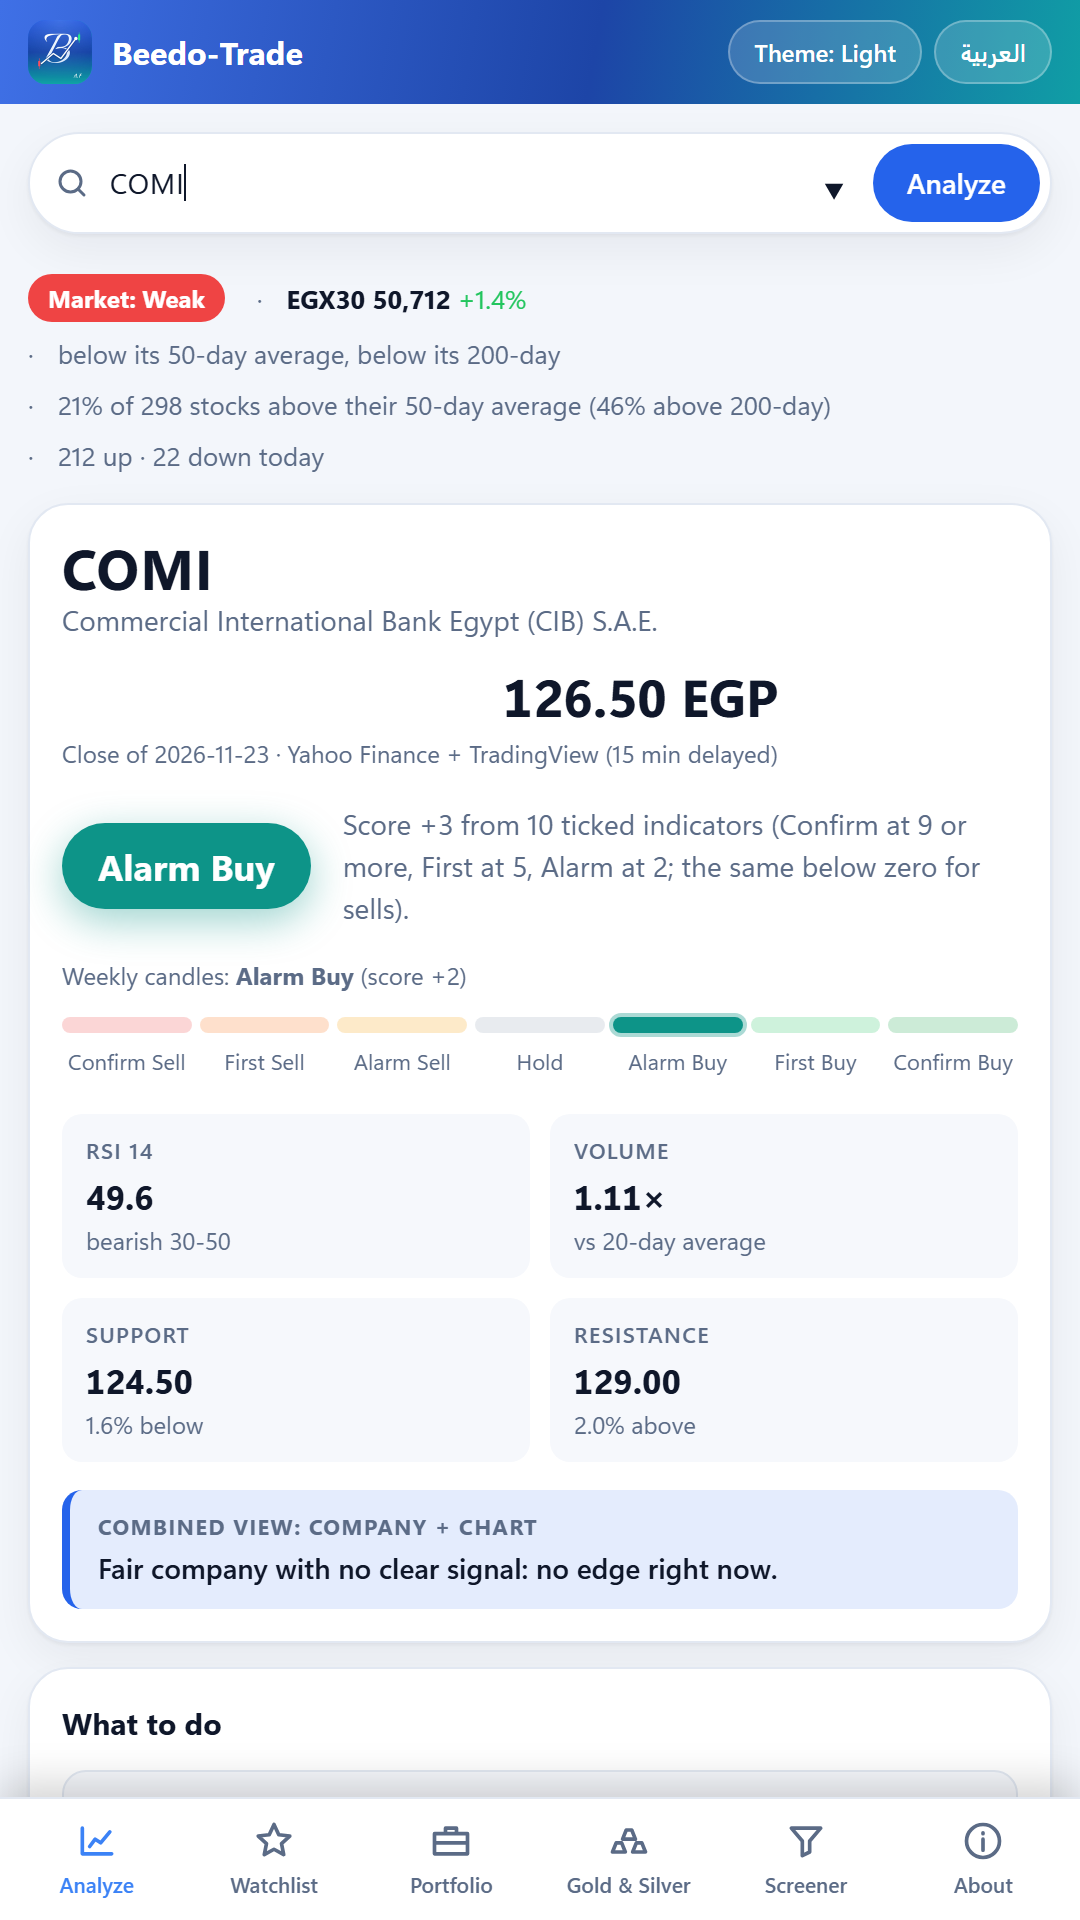 Beedo-Trade
Theme: Light
العربية
COMI
▼
Analyze
Market: Weak · EGX30 50,712 +1.4%
· below its 50-day average, below its 200-day
· 21% of 298 stocks above their 50-day average (46% above 200-day)
· 212 up · 22 down today
COMI
Commercial International Bank Egypt (CIB) S.A.E.
126.50 EGP
Close of 2026-11-23 · Yahoo Finance + TradingView (15 min delayed)
Alarm Buy
Score +3 from 10 ticked indicators (Confirm at 9 or
more, First at 5, Alarm at 2; the same below zero for
sells).
Weekly candles: Alarm Buy (score +2)
Confirm Sell First Sell Alarm Sell Hold Alarm Buy First Buy Confirm Buy
RSI 14
49.6
bearish 30-50
VOLUME
1.11×
vs 20-day average
SUPPORT
124.50
1.6% below
RESISTANCE
129.00
2.0% above
COMBINED VIEW: COMPANY + CHART
Fair company with no clear signal: no edge right now.
What to do
Analyze Watchlist Portfolio Gold & Silver Screener About